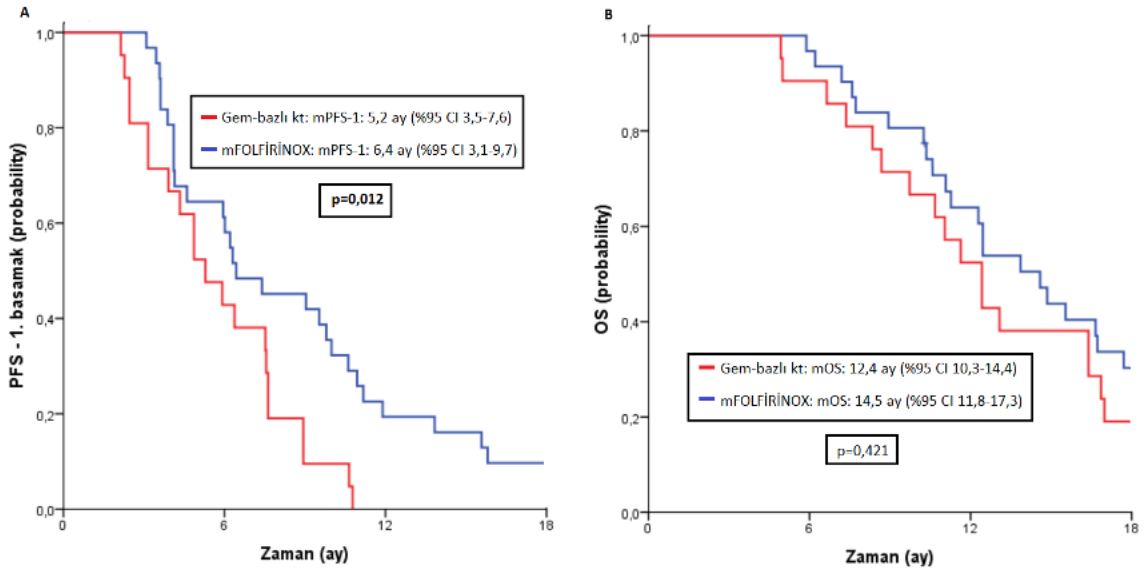 A
PFS - 1. basamak (probability)
1,0
0,8
0,6
0,4
0,2
0,0
Gem-bazlı kt: mPFS-1: 5,2 ay (%95 CI 3,5-7,6)
mFOLFİRİNOX: mPFS-1: 6,4 ay (%95 CI 3,1-9,7)
p=0,012
0 6 12 18
Zaman (ay)
B
OS (probability)
1,0
0,8
0,6
0,4
0,2
0,0
Gem-bazlı kt: mOS: 12,4 ay (%95 CI 10,3-14,4)
mFOLFİRİNOX: mOS: 14,5 ay (%95 CI 11,8-17,3)
p=0,421
0 6 12 18
Zaman (ay)